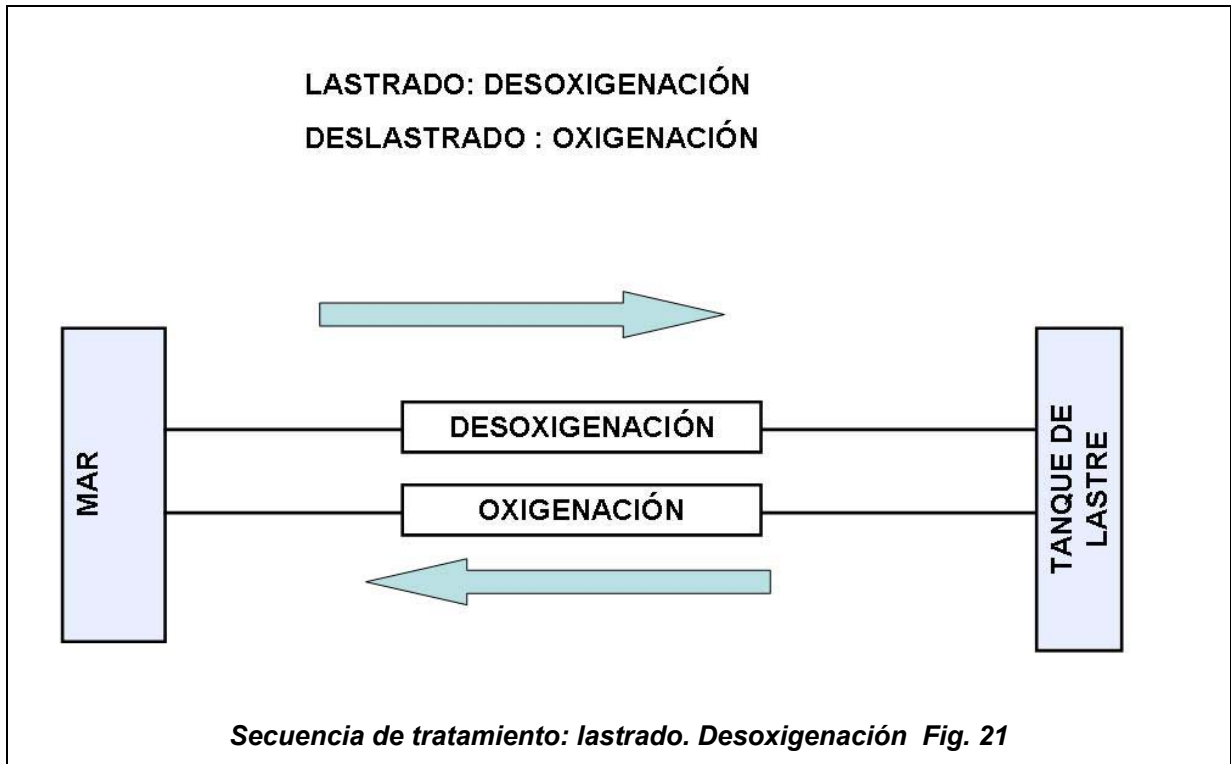 LASTRADO: DESOXIGENACIÓN
DESLASTRADO : OXIGENACIÓN
MAR
DESOXIGENACIÓN
OXIGENACIÓN
TANQUE DE
LASTRE
Secuencia de tratamiento: lastrado. Desoxigenación Fig. 21